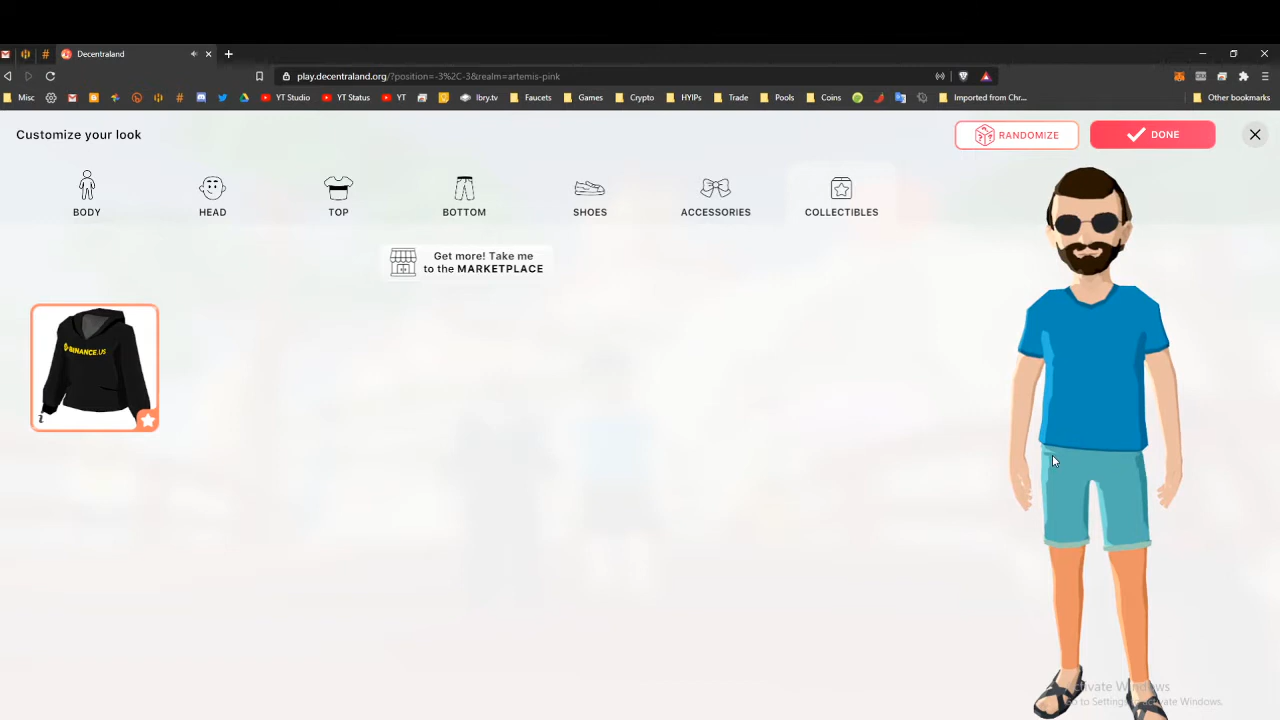 Decentraland
play.decentraland.org/?position=-3%2C-3&realm=artemis-pink
Misc YT Studio YT Status YT lbry.tv Faucets Games Crypto HYIPs Trade Pools Coins Imported from Chr... Other bookmarks
Customize your look
RANDOMIZE
DONE
BODY HEAD TOP BOTTOM SHOES ACCESSORIES COLLECTIBLES
Get more! Take me
to the MARKETPLACE
BINANCE.US
Activate Windows
Go to Settings to Activate Windows.